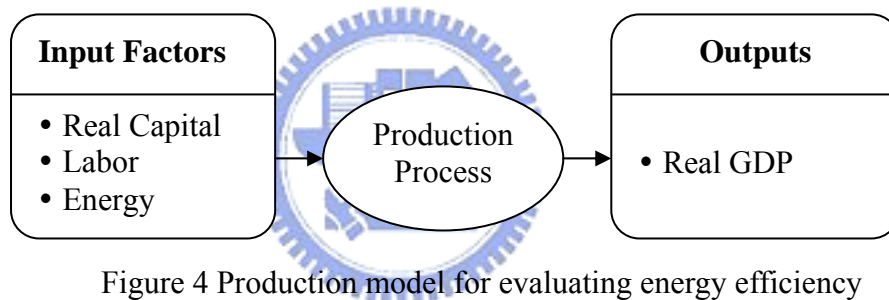 Input Factors
• Real Capital
• Labor
• Energy
Production
Process
Outputs
• Real GDP
Figure 4 Production model for evaluating energy efficiency